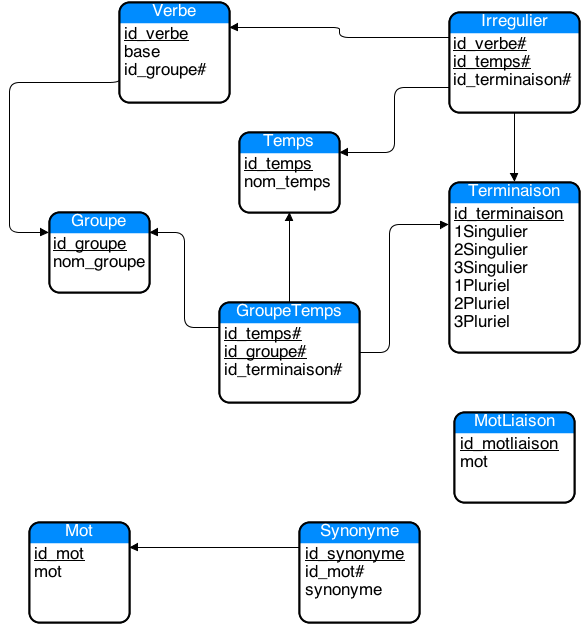 Verbe
id_verbe
base
id_groupe#
Irregulier
id_verbe#
id_temps#
id_terminaison#
Temps
id_temps
nom_temps
Terminaison
id_terminaison
1Singulier
2Singulier
3Singulier
1Pluriel
2Pluriel
3Pluriel
Groupe
id_groupe
nom_groupe
GroupeTemps
id_temps#
id_groupe#
id_terminaison#
MotLiaison
id_motliaison
mot
Mot
id_mot
mot
Synonyme
id_synonyme
id_mot#
synonyme